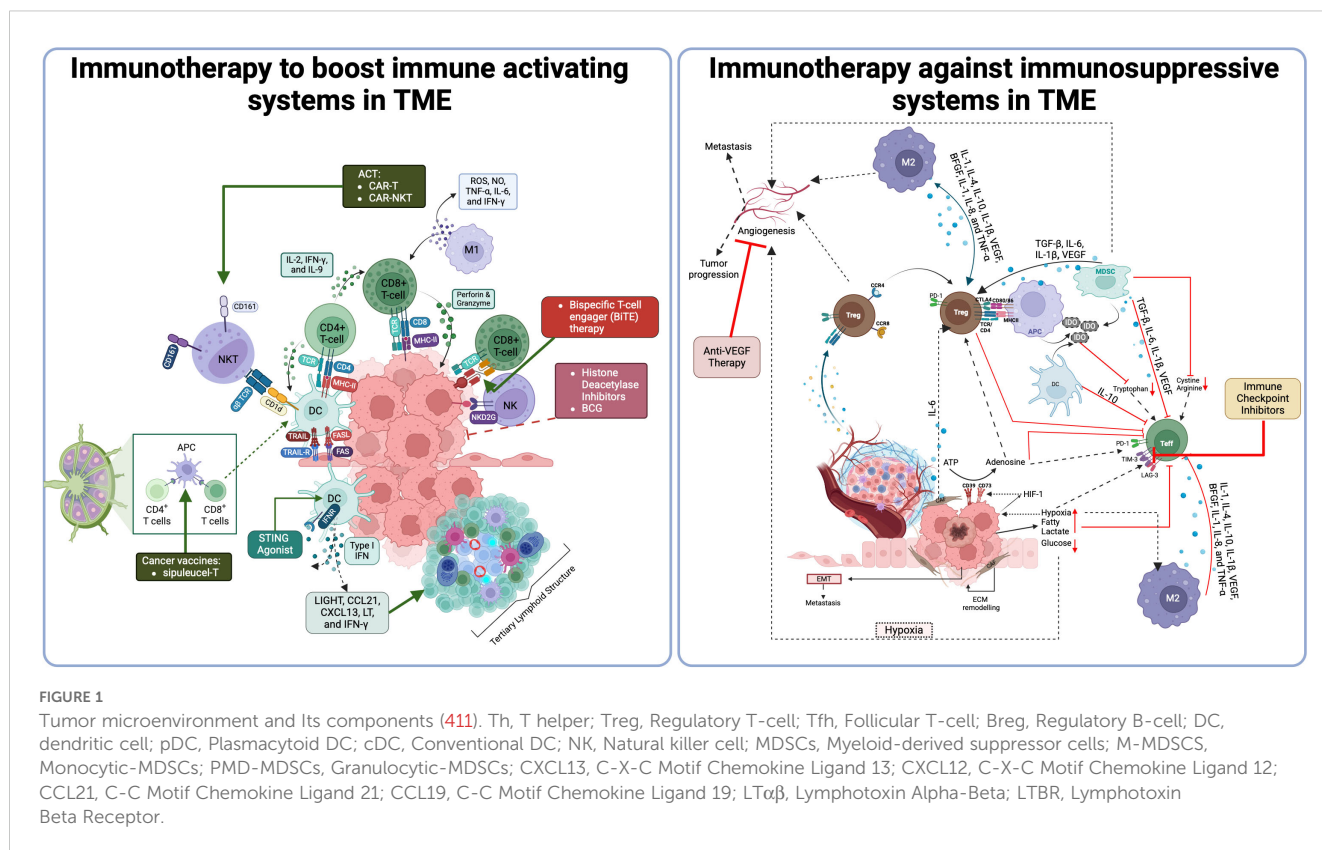 Immunotherapy to boost immune activating
systems in TME
ACT:
• CAR-T
• CAR-NKT
ROS, NO,
TNF-α, IL-6,
and IFN-γ
M1
IL-2, IFN-γ,
and IL-9
CD8+
T-cell
Perforin &
Granzyme
CD161
CD161
NKT
αβ TCR
CD1d
CD4+
T-cell
TCR
CD4
MHC-II
TCR
CD8
MHC-II
• Bispecific T-cell
engager (BiTE)
therapy
CD8+
T-cell
TCR
NK
NKD2G
• Histone
Deacetylase
Inhibitors
• BCG
DC
TRAIL
FASL
TRAIL-R
FAS
APC
CD4+
T cells
CD8+
T cells
Cancer vaccines:
• sipuleucel-T
DC
IFNR
STING
Agonist
Type I
IFN
LIGHT, CCL21,
CXCL13, LT,
and IFN-γ
Tertiary Lymphoid Structure
Immunotherapy against immunosuppressive
systems in TME
Metastasis
Angiogenesis
Tumor
progression
Anti-VEGF
Therapy
M2
IL-1, IL-4, IL-10, IL-1β, VEGF,
BFGF, IL-1, IL-8, and TNF-α
TGF-β, IL-6,
IL-1β, VEGF
MDSC
Treg
CCR4
CCR8
PD-1
Treg
CTLA4
CD80/86
TCR/
CD4
MHCII
APC
IDO
IDO
IDO
DC
IL-10
TGF-β, IL-6, IL-1β, VEGF
Tryptophan
Cystine
Arginine
Immune
Checkpoint
Inhibitors
PD-1
TIM-3
LAG-3
Teff
IL-6
ATP
Adenosine
CD39
CD73
HIF-1
CAF
Hypoxia
Fatty
Lactate
Glucose
CAF
EMT
Metastasis
ECM
remodelling
Hypoxia
M2
IL-1, IL-4, IL-10, IL-1β, VEGF,
BFGF, IL-1, IL-8, and TNF-α
FIGURE 1
Tumor microenvironment and Its components (411). Th, T helper; Treg, Regulatory T-cell; Tfh, Follicular T-cell; Breg, Regulatory B-cell; DC,
dendritic cell; pDC, Plasmacytoid DC; cDC, Conventional DC; NK, Natural killer cell; MDSCs, Myeloid-derived suppressor cells; M-MDSCS,
Monocytic-MDSCs; PMD-MDSCs, Granulocytic-MDSCs; CXCL13, C-X-C Motif Chemokine Ligand 13; CXCL12, C-X-C Motif Chemokine Ligand 12;
CCL21, C-C Motif Chemokine Ligand 21; CCL19, C-C Motif Chemokine Ligand 19; LTαβ, Lymphotoxin Alpha-Beta; LTBR, Lymphotoxin
Beta Receptor.